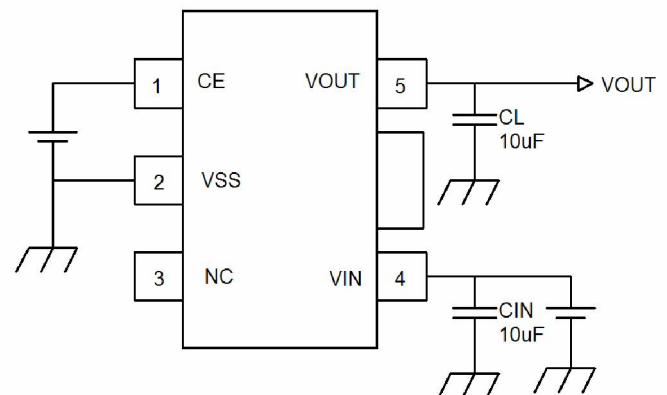 1 CE VOUT 5 VOUT
CL
10uF
2 VSS
3 NC VIN 4
CIN
10uF